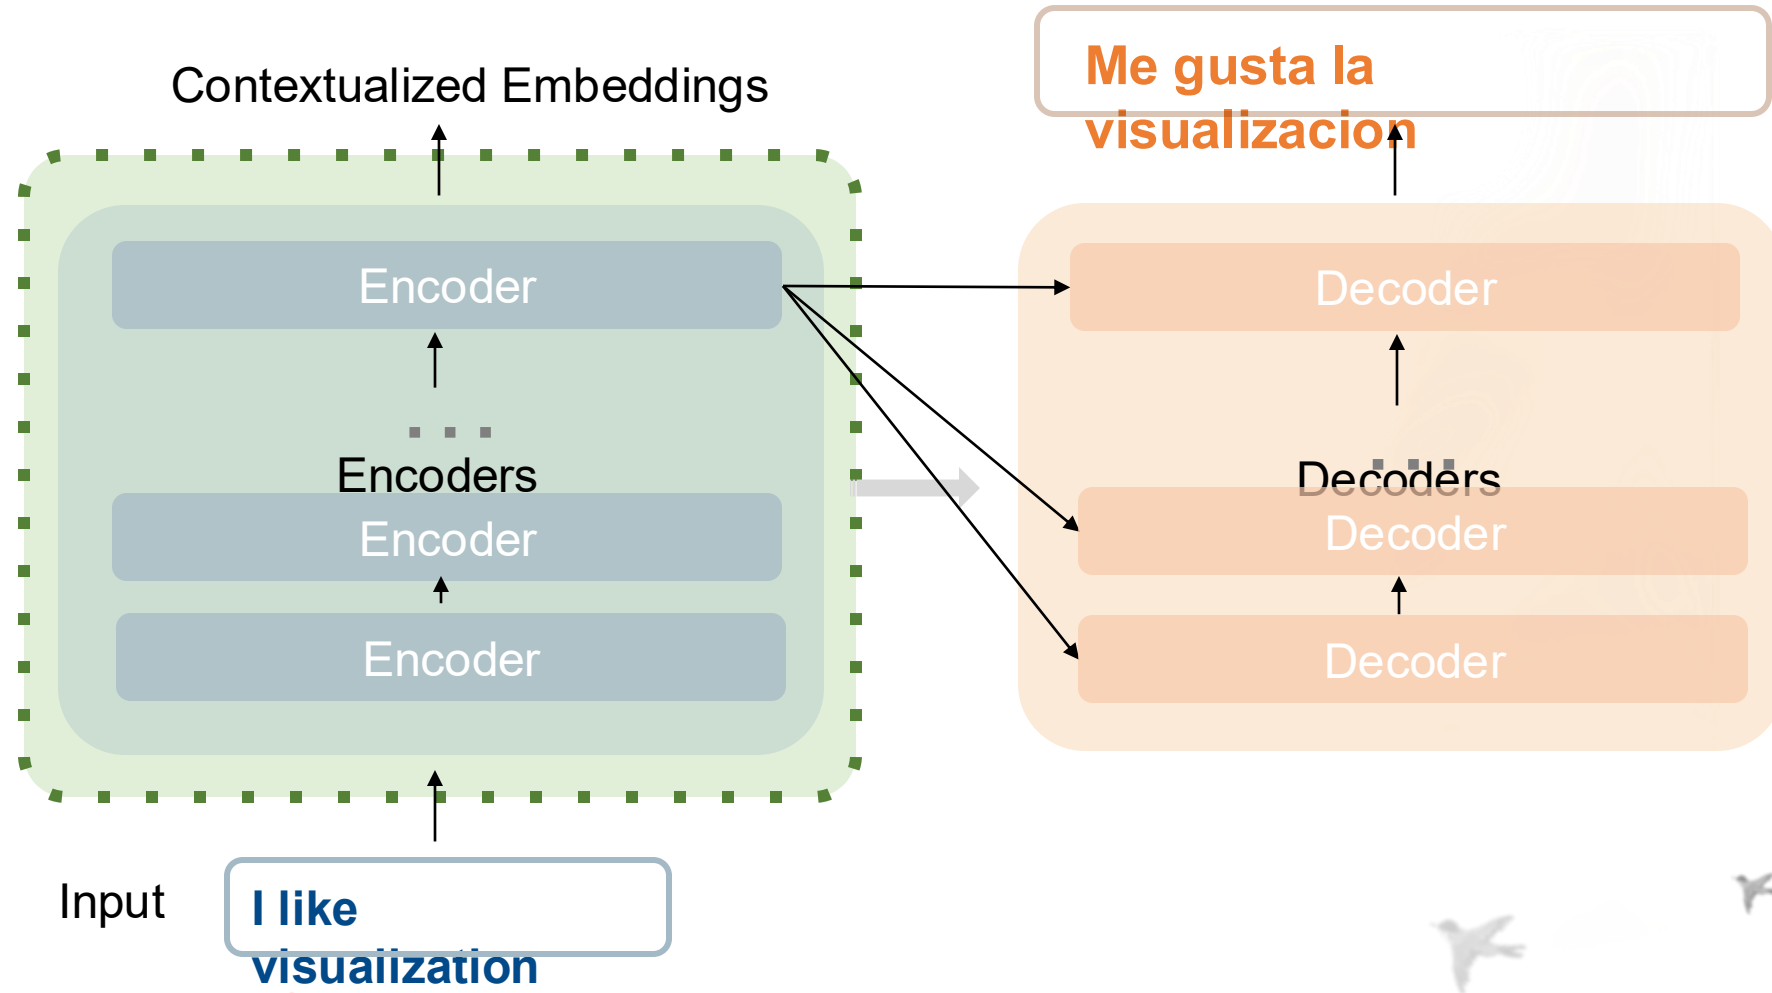 Contextualized Embeddings
Me gusta la
visualizacion
Encoder
Encoders
Encoder
Encoder
Decoder
Decoders
Decoder
Decoder
Input
I like
visualization